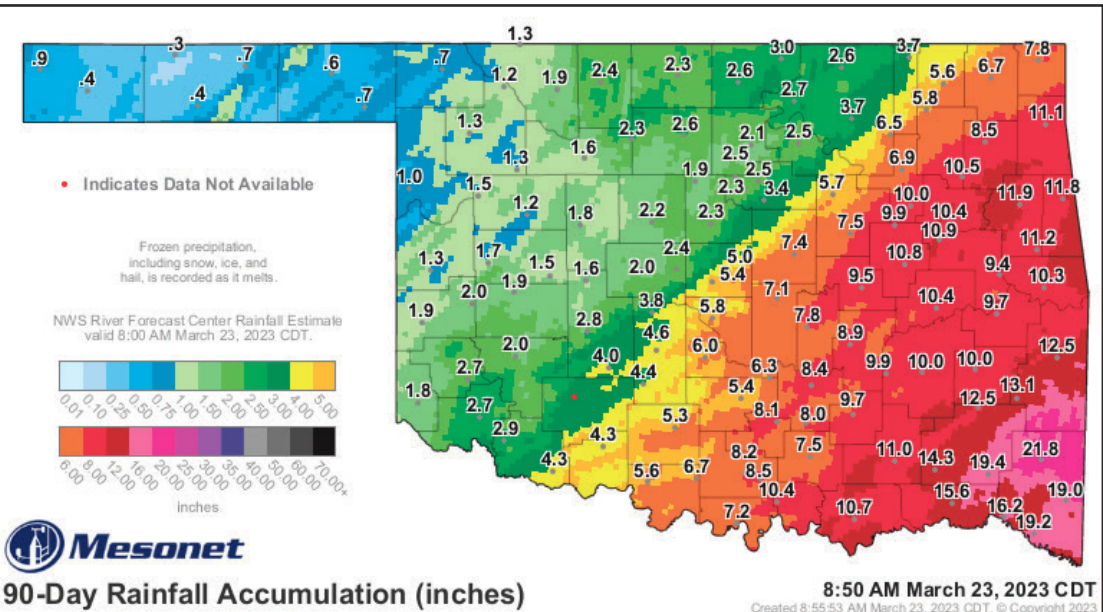 1.3 3.0 2.6 3.7 7.8
.9 .3 .7 .6 .7 1.2 1.9 2.4 2.3 2.6 5.6 6.7
.4 .4 .7 2.7 3.7 5.8 11.1
1.3 2.3 2.6 2.1 2.5 6.5 8.5
1.3 1.6 2.5 6.9
1.0 1.5 1.9 2.3 2.5 3.4 5.7 10.5 11.9 11.8
• Indicates Data Not Available
1.2 1.8 2.2 2.3 7.5 9.9 10.0 10.4
10.9
Frozen precipitation,
including snow, ice, and
hail, is recorded as it melts.
1.3 1.7 1.5 1.6 2.0 2.4 5.0 7.4 10.8 11.2
5.4 9.5 9.4 10.3
2.0 1.9 7.1 10.4 9.7
1.9 2.8 3.8 5.8 7.8
NWS River Forecast Center Rainfall Estimate
valid 8:00 AM March 23, 2023 CDT.
2.0 4.6 8.9
2.7 4.0 4.4 6.0 6.3 8.4 9.9 10.0 10.0 12.5
1.8 2.7 5.4 9.7 12.5 13.1
2.9 4.3 5.3 8.1 8.0
0.01 0.10 0.25 0.50 0.75 1.00 1.50 2.00 2.50 3.00 4.00 5.00
4.3 5.6 6.7 8.2 7.5 11.0 14.3 19.4 21.8
8.5
6.00 8.00 12.00 16.00 20.00 25.00 30.00 35.00 40.00 50.00 60.00 70.00+
inches
7.2 10.4 10.7 15.6 16.2 19.0
19.2
Mesonet
90-Day Rainfall Accumulation (inches)
8:50 AM March 23, 2023 CDT
Created 8:55:53 AM March 23, 2023 CDT. © Copyright 2023